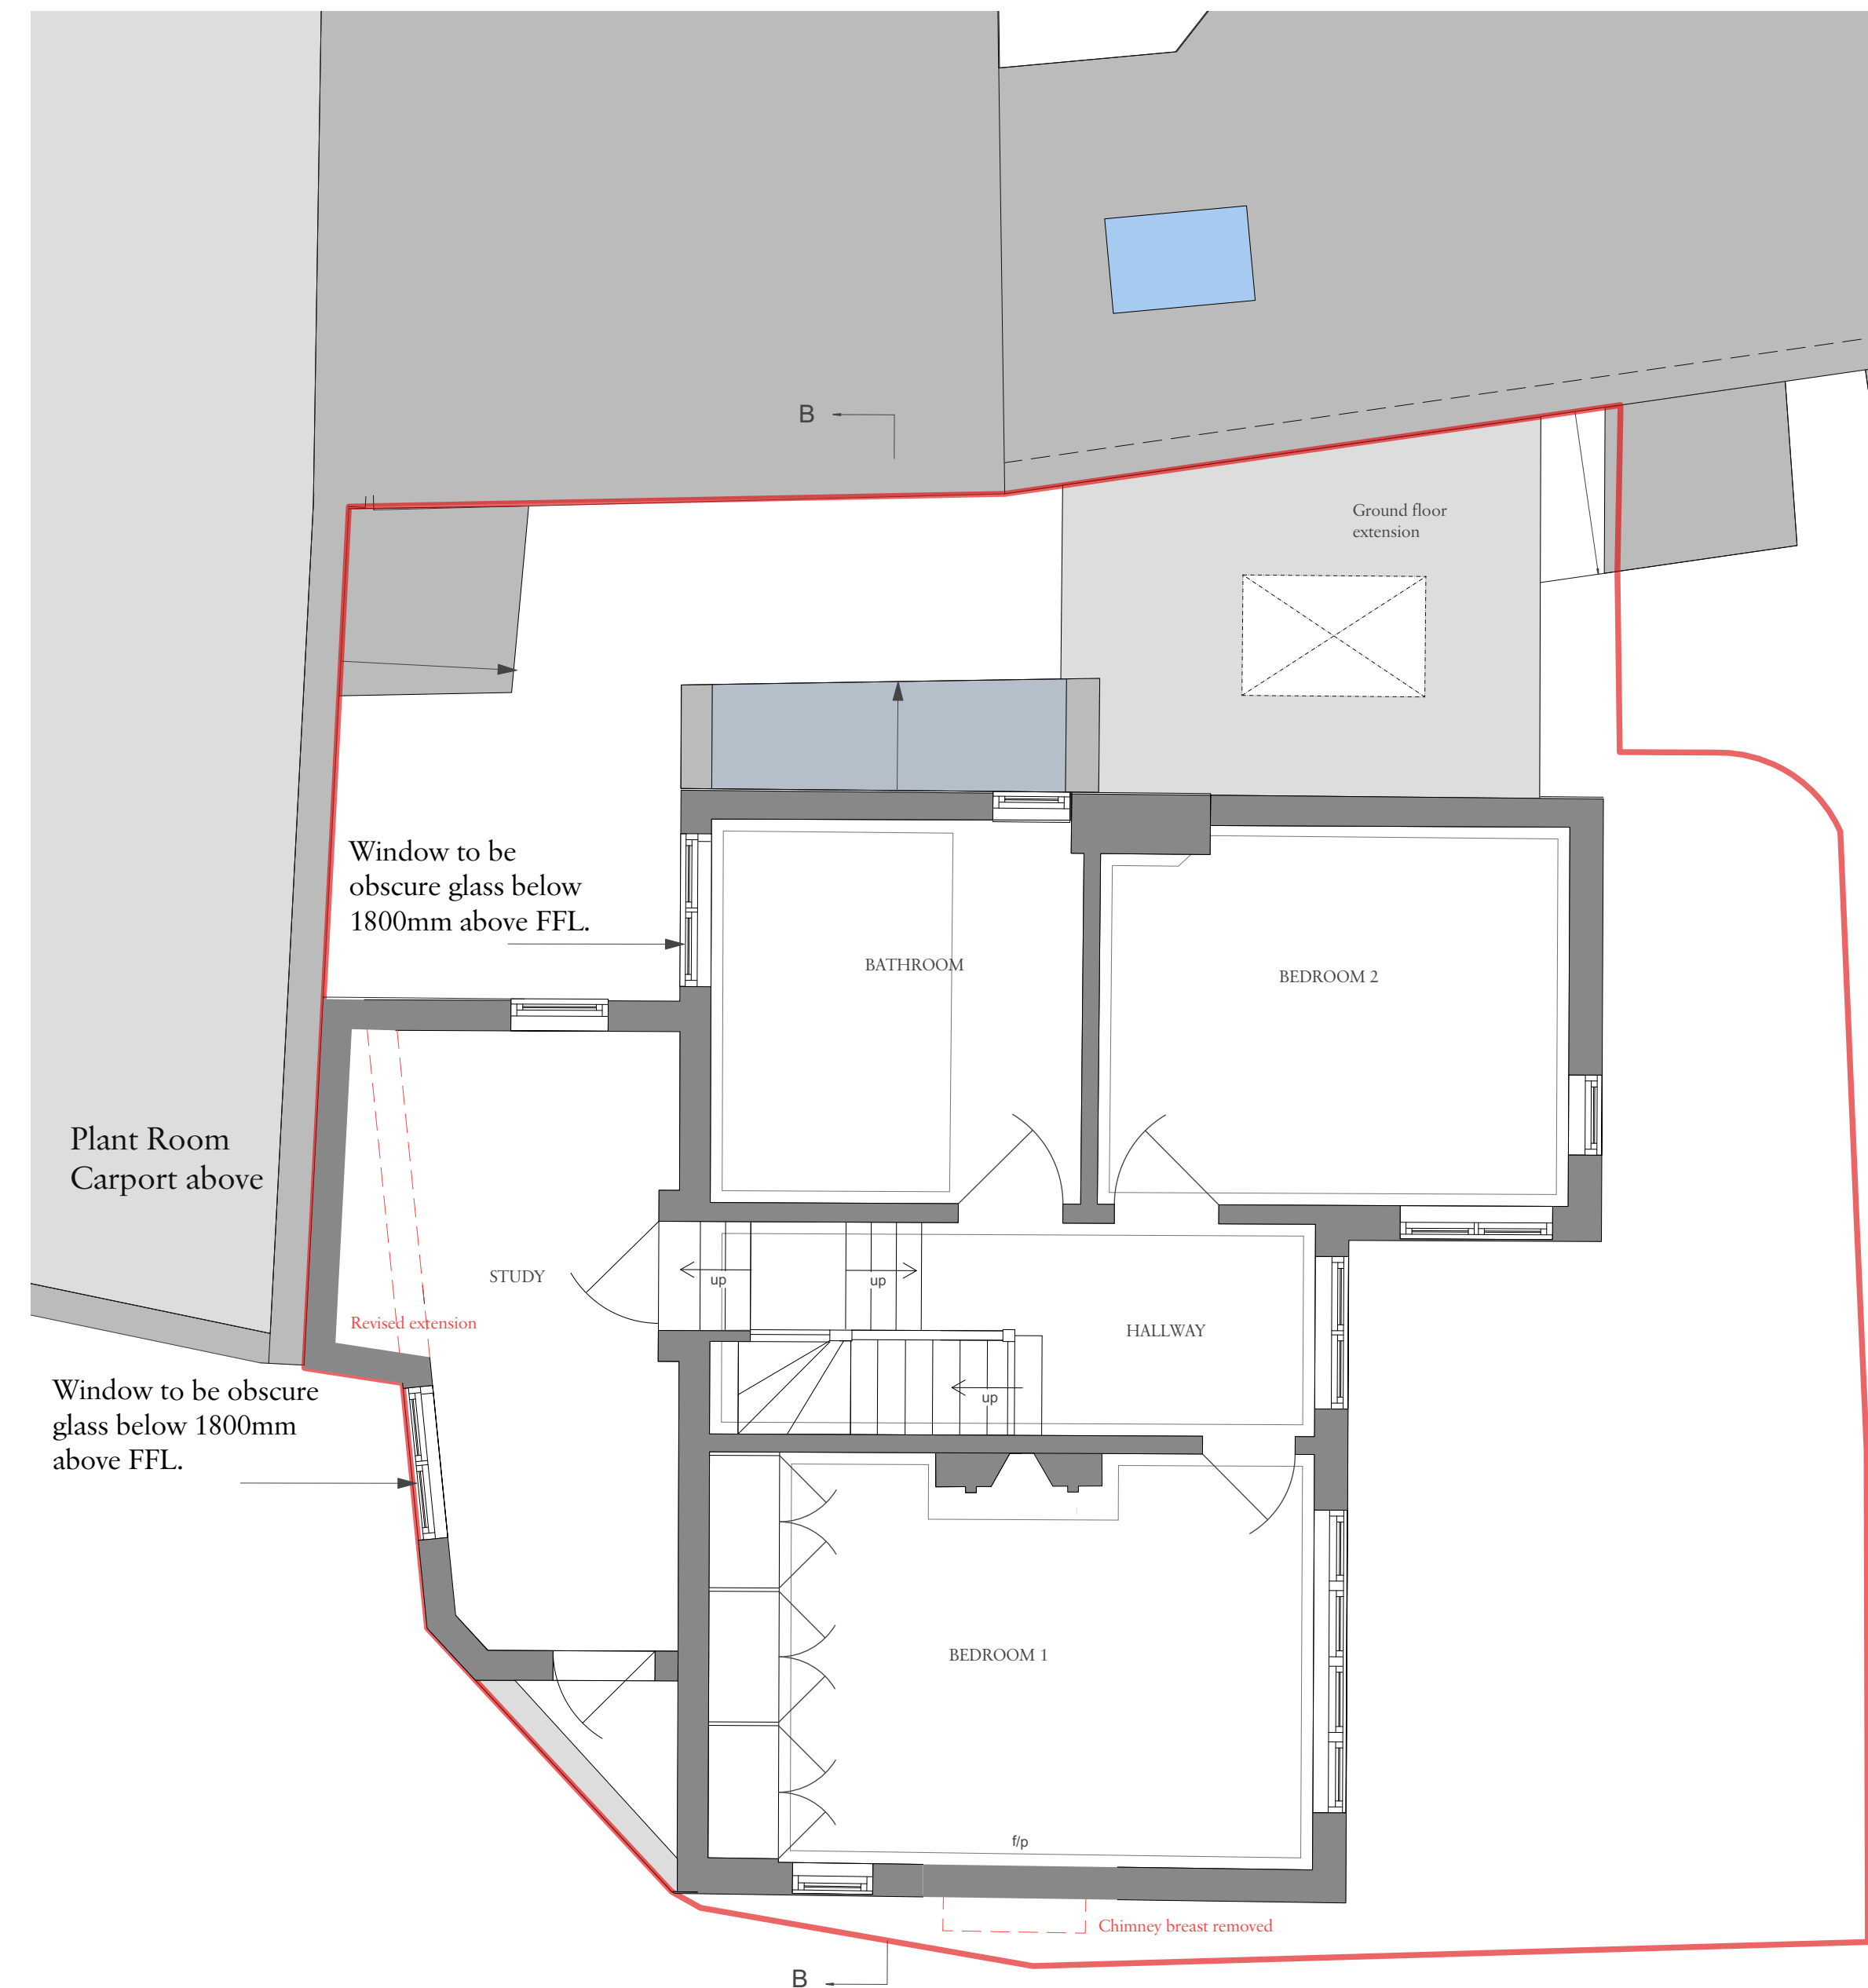 B
Ground floor
extension
Window to be
obscure glass below
1800mm above FFL.
BATHROOM
BEDROOM 2
Plant Room
Carport above
STUDY
up
up
Revised extension
HALLWAY
Window to be obscure
glass below 1800mm
above FFL.
up
BEDROOM 1
f/p
Chimney breast removed
B